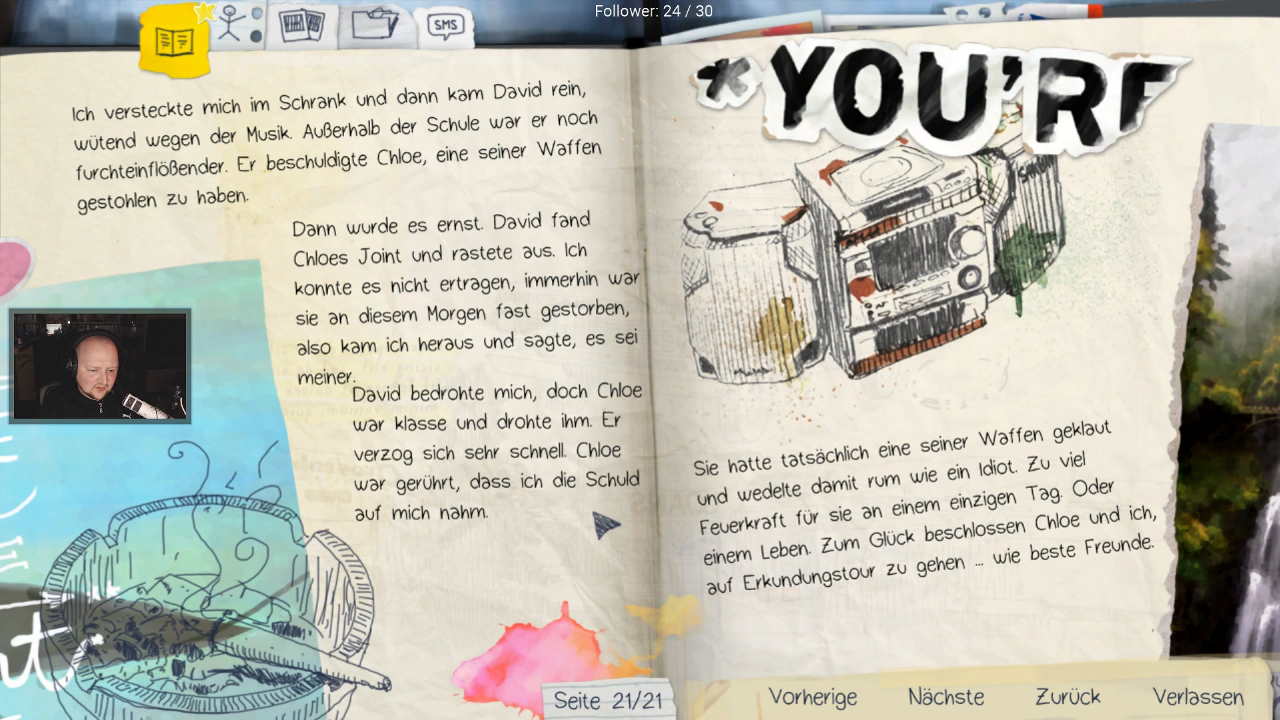 Follower: 24 / 30
SMS
Ich versteckte mich im Schrank und dann kam David rein,
wütend wegen der Musik. Außerhalb der Schule war er noch
furchteinflößender. Er beschuldigte Chloe, eine seiner Waffen
gestohlen zu haben.
Dann wurde es ernst. David fand
Chloes Joint und rastete aus. Ich
konnte es nicht ertragen, immerhin war
sie an diesem Morgen fast gestorben,
also kam ich heraus und sagte, es sei
meiner.
David bedrohte mich, doch Chloe
war klasse und drohte ihm. Er
verzog sich sehr schnell. Chloe
war gerührt, dass ich die Schuld
auf mich nahm.
*YOU'RE
Sie hatte tatsächlich eine seiner Waffen geklaut
und wedelte damit rum wie ein Idiot. Zu viel
Feuerkraft für sie an einem einzigen Tag. Oder
einem Leben. Zum Glück beschlossen Chloe und ich,
auf Erkundungstour zu gehen ... wie beste Freunde.
Seite 21/21
Vorherige Nächste Zurück Verlassen